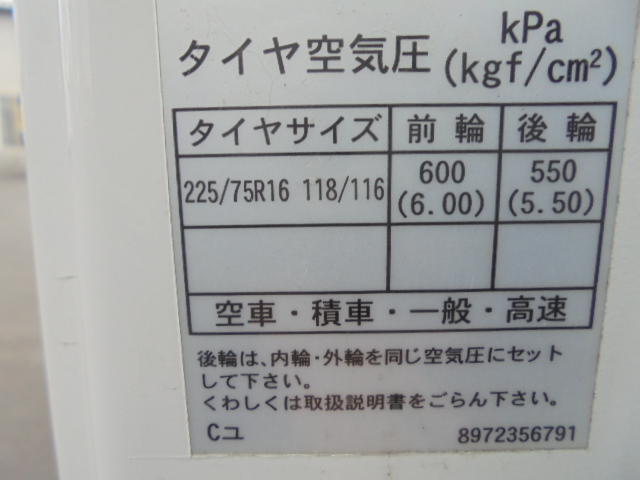 タイヤ空気圧 kPa
(kgf/cm²)
タイヤサイズ 前輪 後輪
225/75R16 118/116 600 (6.00) 550 (5.50)
空車・積車・一般・高速
後輪は、内輪・外輪を同じ空気圧にセット
して下さい。
くわしくは取扱説明書をごらん下さい。
Cユ 8972356791